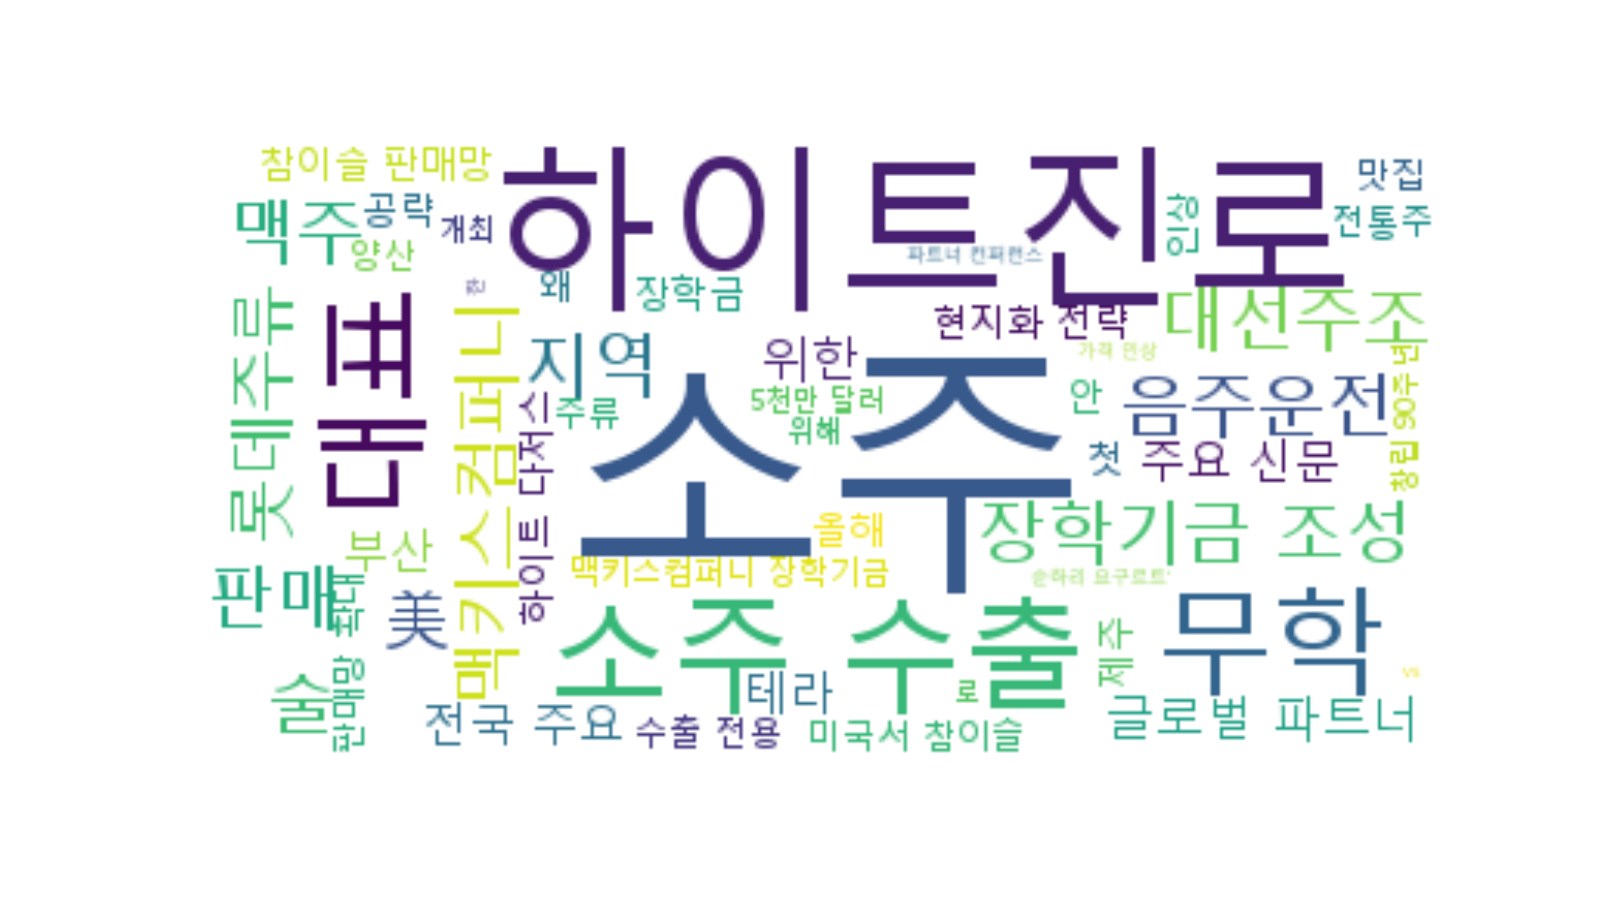 참이슬 판매망
하이트진로
맛집
맥주
공략
개최
인상
전통주
양산
파트너 컨퍼런스
왜
장학금
현지화 전략
대선주조
롯데주류
대표
맥키스컴퍼니
지역
위한
가격 인상
창립 90주년
소주
5천만 달러
안
음주운전
주류
위해
하이트 다저스
첫
주요 신문
부산
올해
장학기금 조성
맥키스컴퍼니 장학기금
순하리 요구르트'
판매
판매망 확대
美
소주 수출
무학
제주
술
테라
로
vs
전국 주요
수출 전용
미국서 참이슬
글로벌 파트너